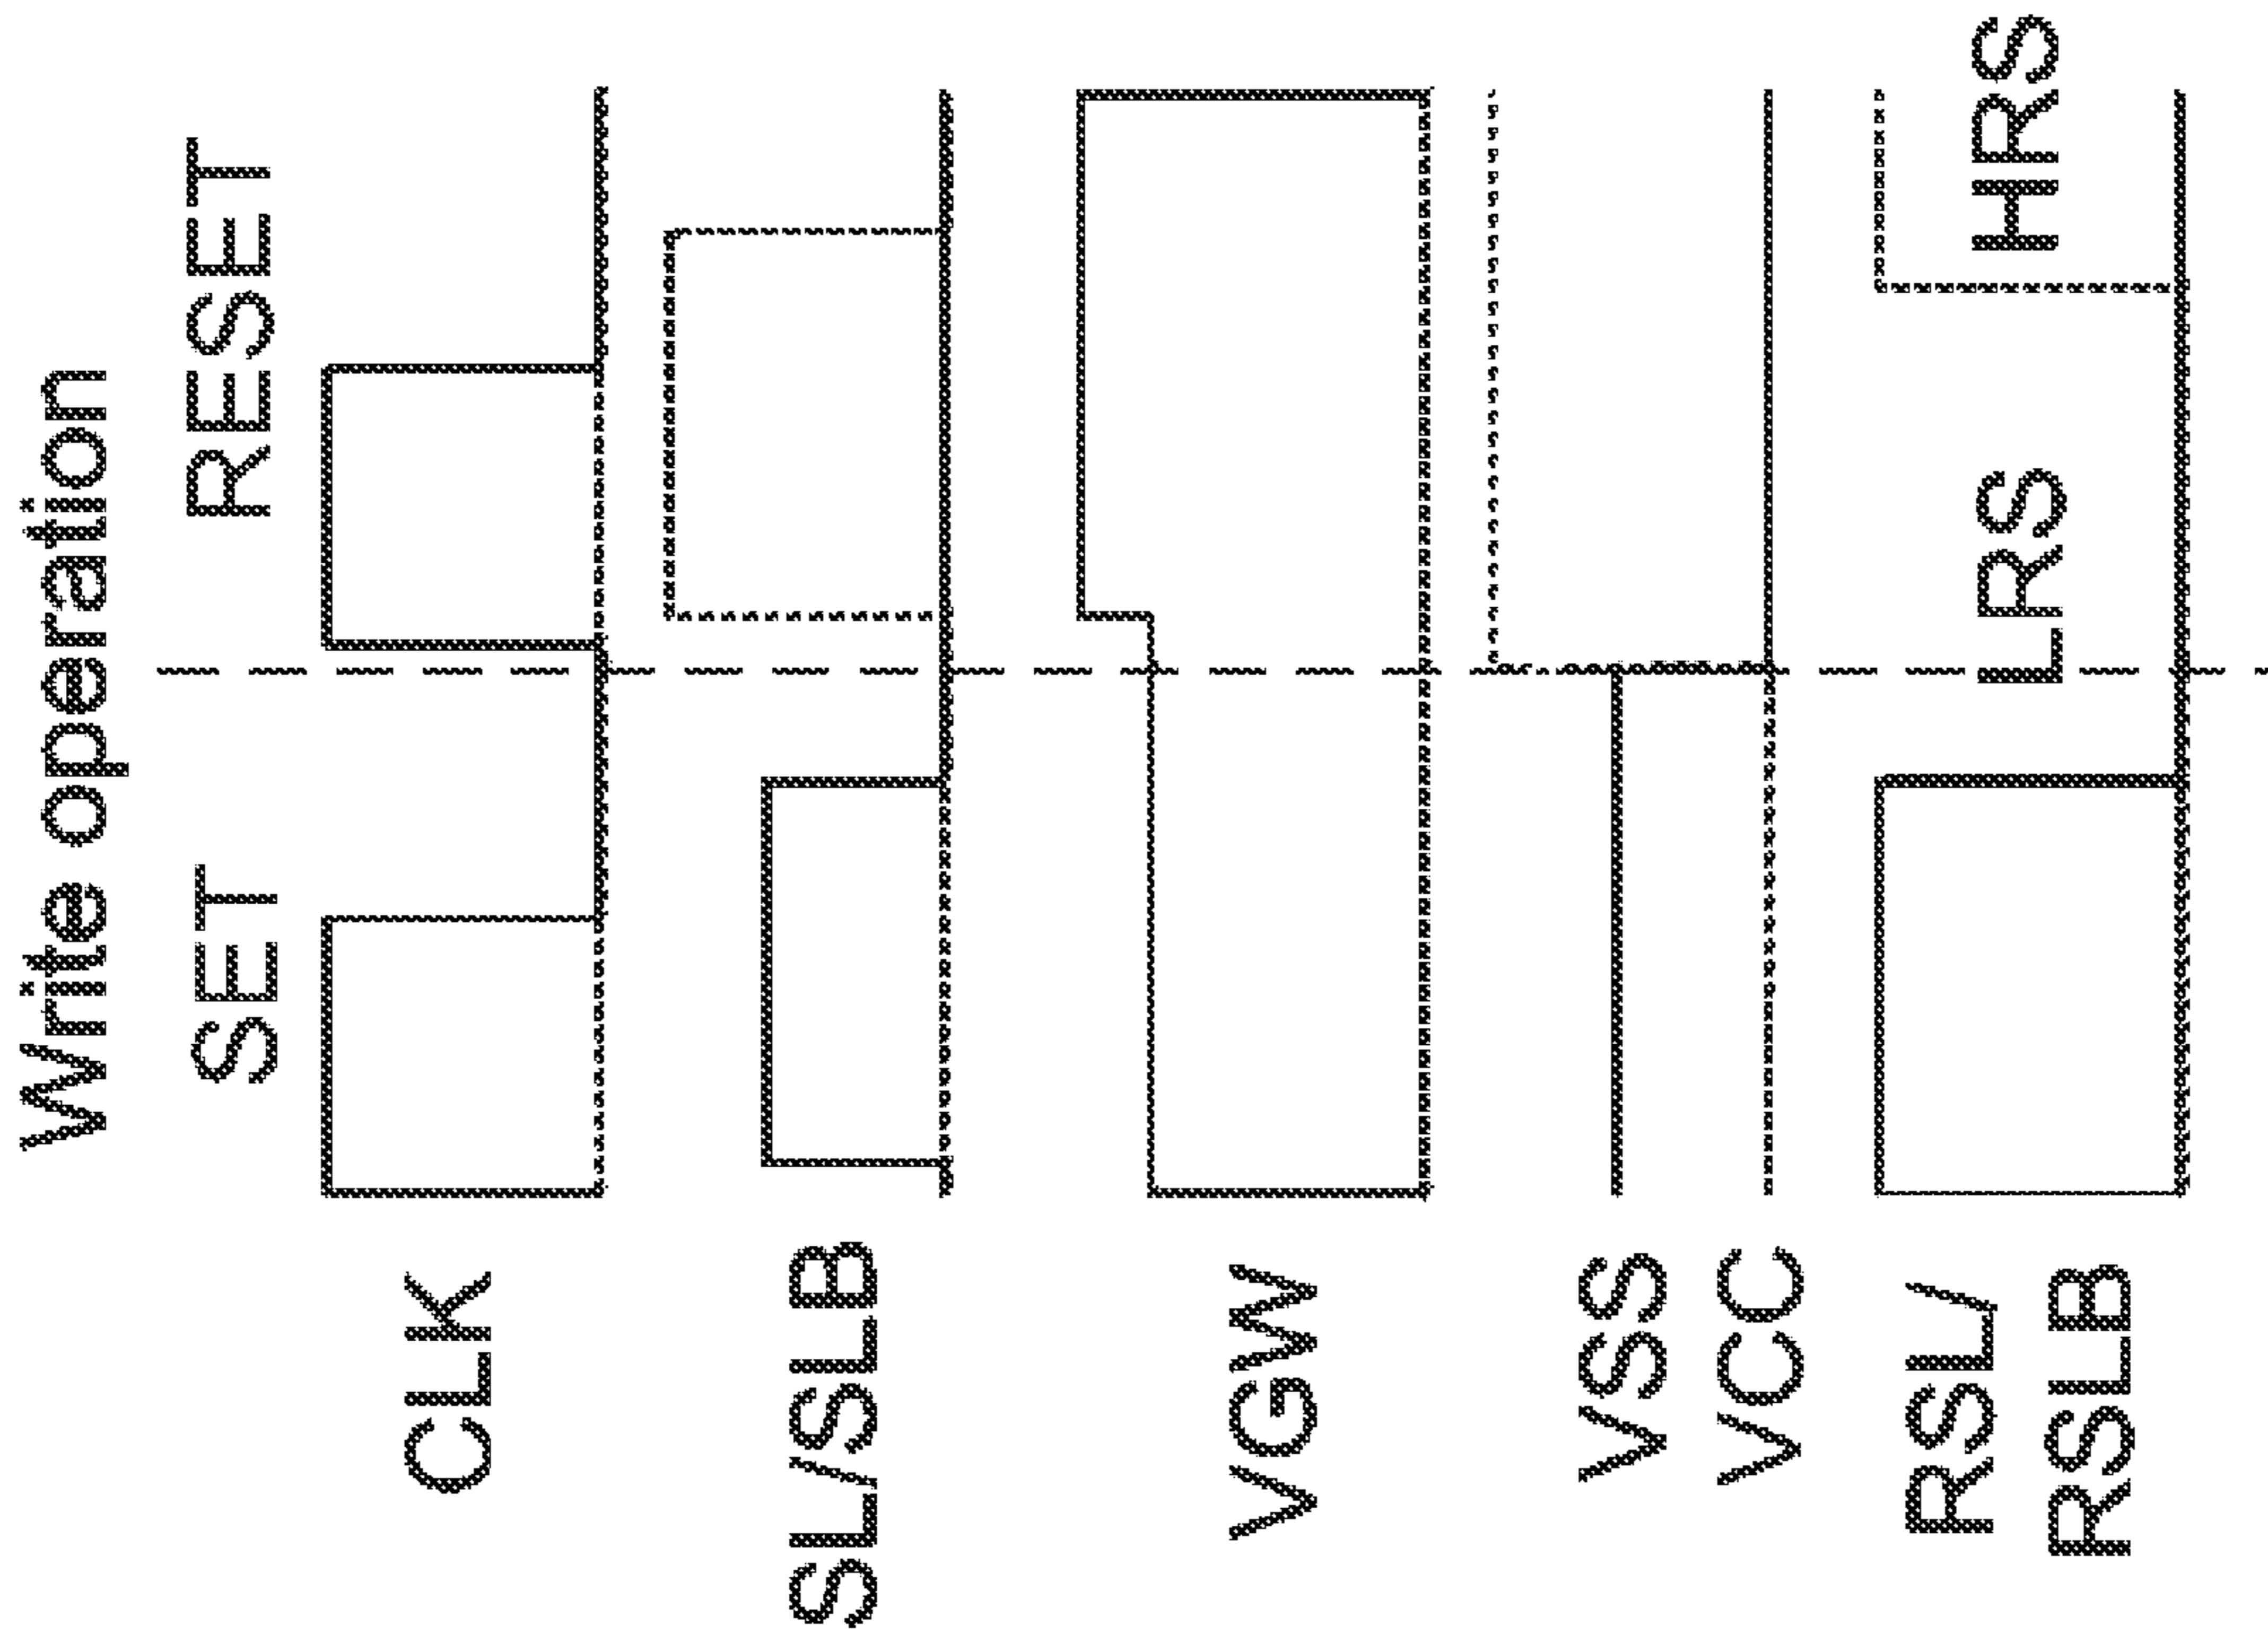 Write operation
SET RESET
CLK
SL/SLB
VGW
VSS
VCC
RSL/
RSLB
LRS HRS